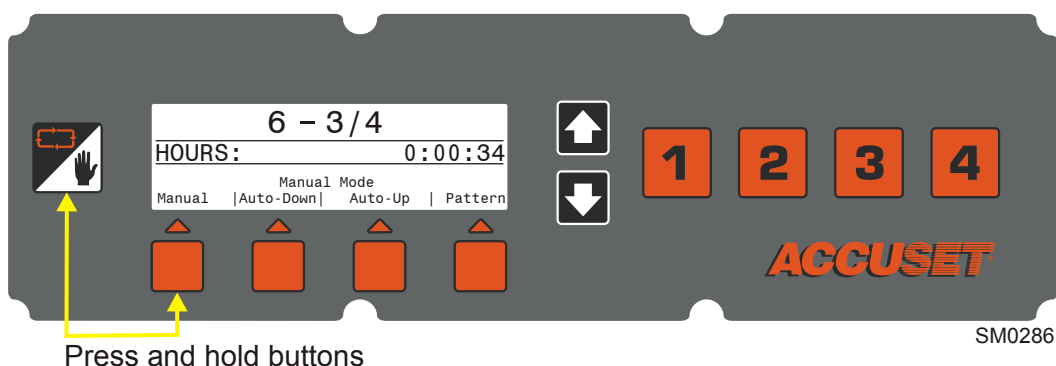 6 - 3/4
HOURS: 0:00:34
Manual Mode
Manual |Auto-Down| Auto-Up | Pattern
1 2 3 4
ACCUSET
SM0286
Press and hold buttons